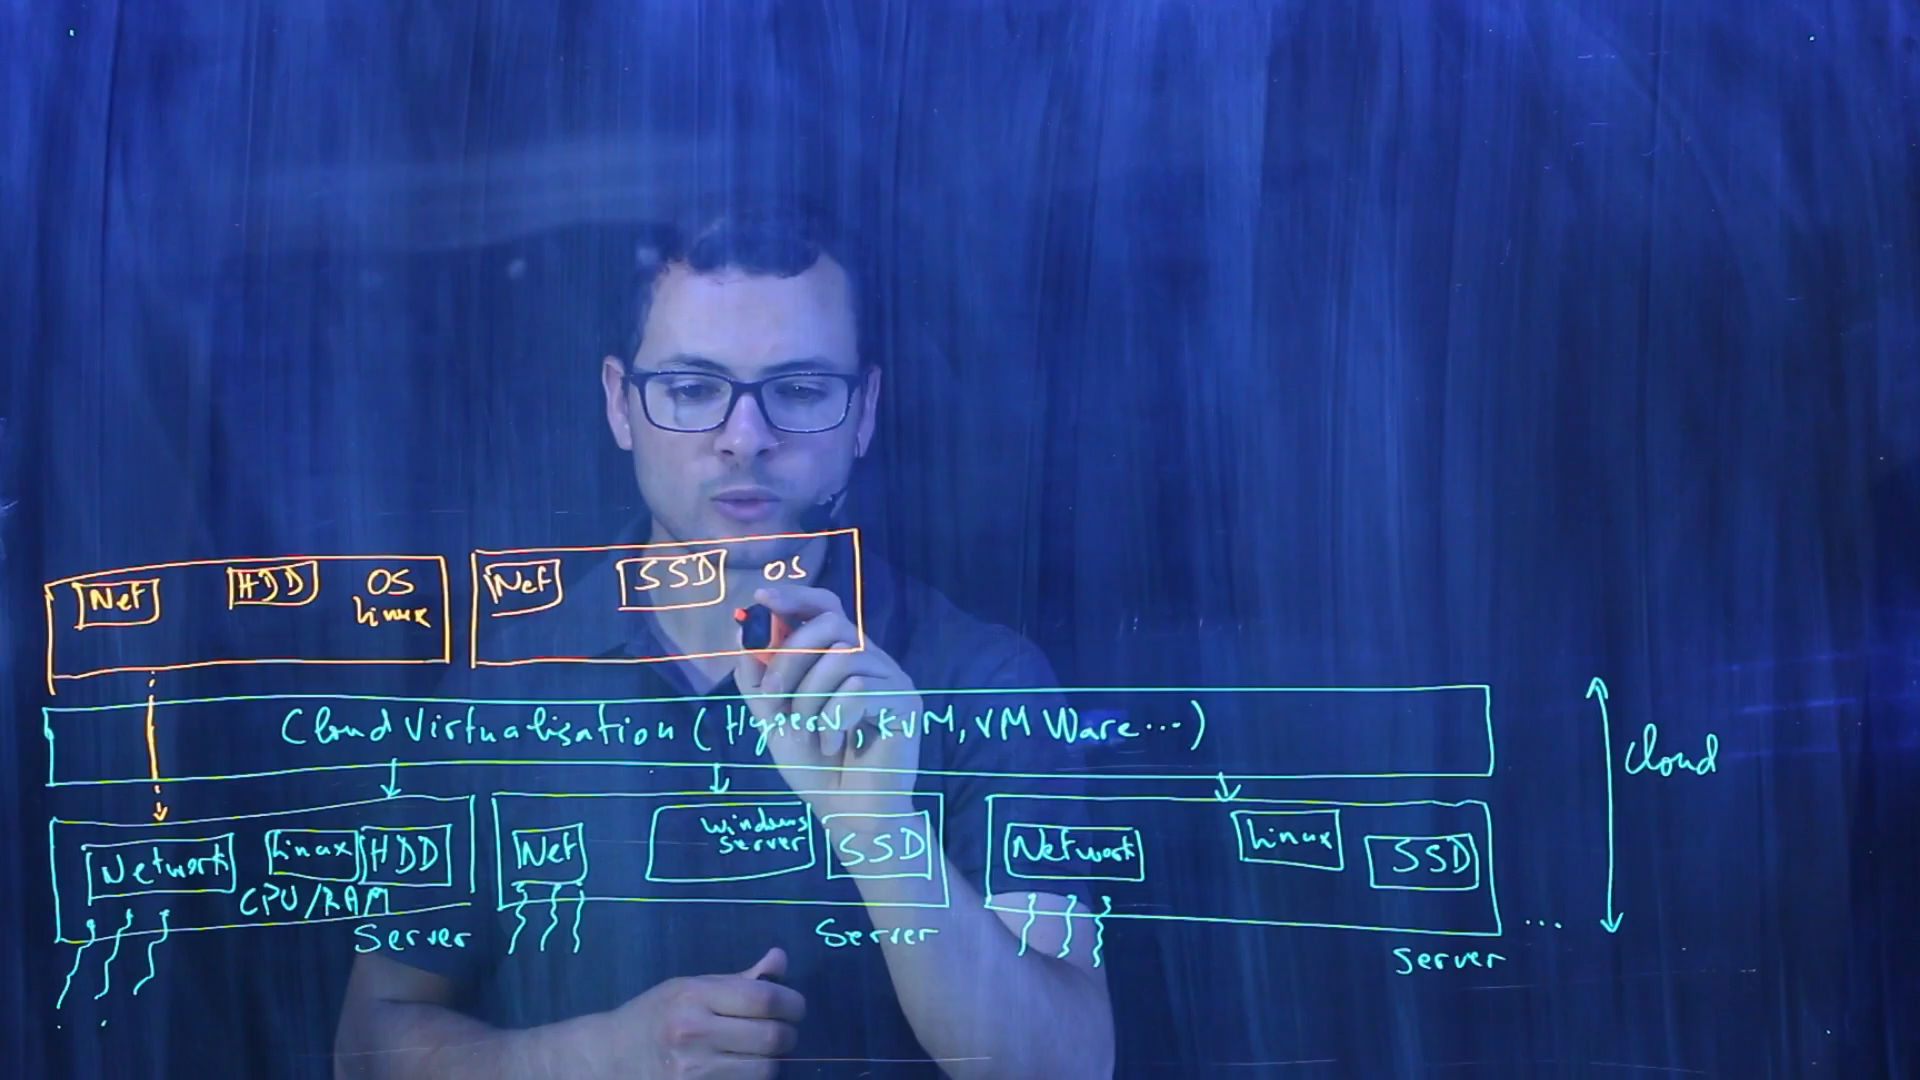 Net HDD OS
Linux
Net SSD OS
Cloud Virtualisation (HyperV, KVM, VM Ware...)
Cloud
Network Linux HDD
CPU/RAM
Server
Net Windows
Server SSD
Server
Network Linux SSD
...
Server